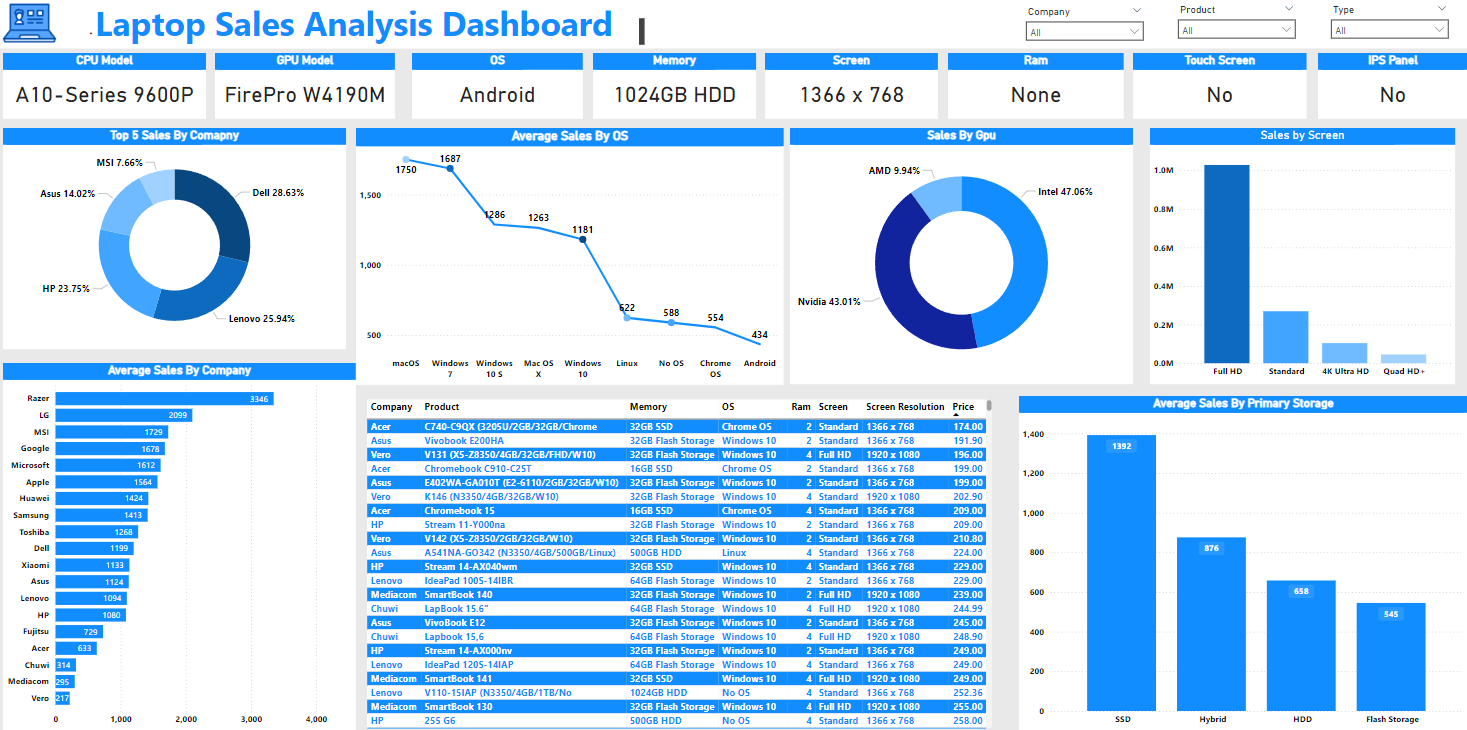 Laptop Sales Analysis Dashboard
Company
All
Product
All
Type
All
CPU Model
A10-Series 9600P
GPU Model
FirePro W4190M
OS
Android
Memory
1024GB HDD
Screen
1366 x 768
Ram
None
Touch Screen
No
IPS Panel
No
Top 5 Sales By Comapny
MSI 7.66%
Asus 14.02%
Dell 28.63%
HP 23.75%
Lenovo 25.94%
Average Sales By OS
1,500
1,000
500
1750
1687
1286
1263
1181
622
588
554
434
macOS
Windows 7
Windows 10 S
Mac OS X
Windows 10
Linux
No OS
Chrome OS
Android
Sales By Gpu
AMD 9.94%
Intel 47.06%
Nvidia 43.01%
Sales by Screen
1.0M
0.8M
0.6M
0.4M
0.2M
0.0M
Full HD
Standard
4K Ultra HD
Quad HD+
Average Sales By Company
Razer 3346
LG 2099
MSI 1729
Google 1678
Microsoft 1612
Apple 1564
Huawei 1424
Samsung 1413
Toshiba 1268
Dell 1199
Xiaomi 1133
Asus 1124
Lenovo 1094
HP 1080
Fujitsu 729
Acer 633
Chuwi 314
Mediacom 295
Vero 217
0 1,000 2,000 3,000 4,000
Company Product Memory OS Ram Screen Screen Resolution Price
Acer C740-C9QX (3205U/2GB/32GB/Chrome 32GB SSD Chrome OS 2 Standard 1366 x 768 174.00
Asus Vivobook E200HA 32GB Flash Storage Windows 10 2 Standard 1366 x 768 191.90
Vero V131 (X5-Z8350/4GB/32GB/FHD/W10) 32GB Flash Storage Windows 10 4 Full HD 1920 x 1080 196.00
Acer Chromebook C910-C25T 16GB SSD Chrome OS 2 Standard 1366 x 768 199.00
Asus E402WA-GA010T (E2-6110/2GB/32GB/W10) 32GB Flash Storage Windows 10 2 Standard 1366 x 768 199.00
Vero K146 (N3350/4GB/32GB/W10) 32GB Flash Storage Windows 10 4 Standard 1920 x 1080 202.90
Acer Chromebook 15 16GB SSD Chrome OS 4 Standard 1366 x 768 209.00
HP Stream 11-Y000na 32GB Flash Storage Windows 10 2 Standard 1366 x 768 209.00
Vero V142 (X5-Z8350/2GB/32GB/W10) 32GB Flash Storage Windows 10 2 Standard 1366 x 768 210.80
Asus A541NA-GO342 (N3350/4GB/500GB/Linux) 500GB HDD Linux 4 Standard 1366 x 768 224.00
HP Stream 14-AX040wm 32GB SSD Windows 10 4 Standard 1366 x 768 229.00
Lenovo IdeaPad 100S-14IBR 64GB Flash Storage Windows 10 2 Standard 1366 x 768 229.00
Mediacom SmartBook 140 32GB Flash Storage Windows 10 2 Full HD 1920 x 1080 239.00
Chuwi LapBook 15.6" 64GB Flash Storage Windows 10 4 Full HD 1920 x 1080 244.99
Asus VivoBook E12 32GB Flash Storage Windows 10 2 Standard 1366 x 768 245.00
Chuwi Lapbook 15,6 64GB Flash Storage Windows 10 4 Full HD 1920 x 1080 248.90
HP Stream 14-AX000nv 32GB SSD Windows 10 4 Standard 1366 x 768 249.00
Lenovo IdeaPad 120S-14IAP 64GB Flash Storage Windows 10 4 Standard 1366 x 768 249.00
Mediacom SmartBook 141 32GB SSD Windows 10 4 Full HD 1920 x 1080 249.00
Lenovo V110-15IAP (N3350/4GB/1TB/No 1024GB HDD No OS 4 Standard 1366 x 768 252.36
Mediacom SmartBook 130 32GB Flash Storage Windows 10 4 Full HD 1920 x 1080 255.00
HP 255 G6 500GB HDD No OS 4 Standard 1366 x 768 258.00
Average Sales By Primary Storage
1,400
1,200
1,000
800
600
400
200
0
1392
876
658
545
SSD
Hybrid
HDD
Flash Storage